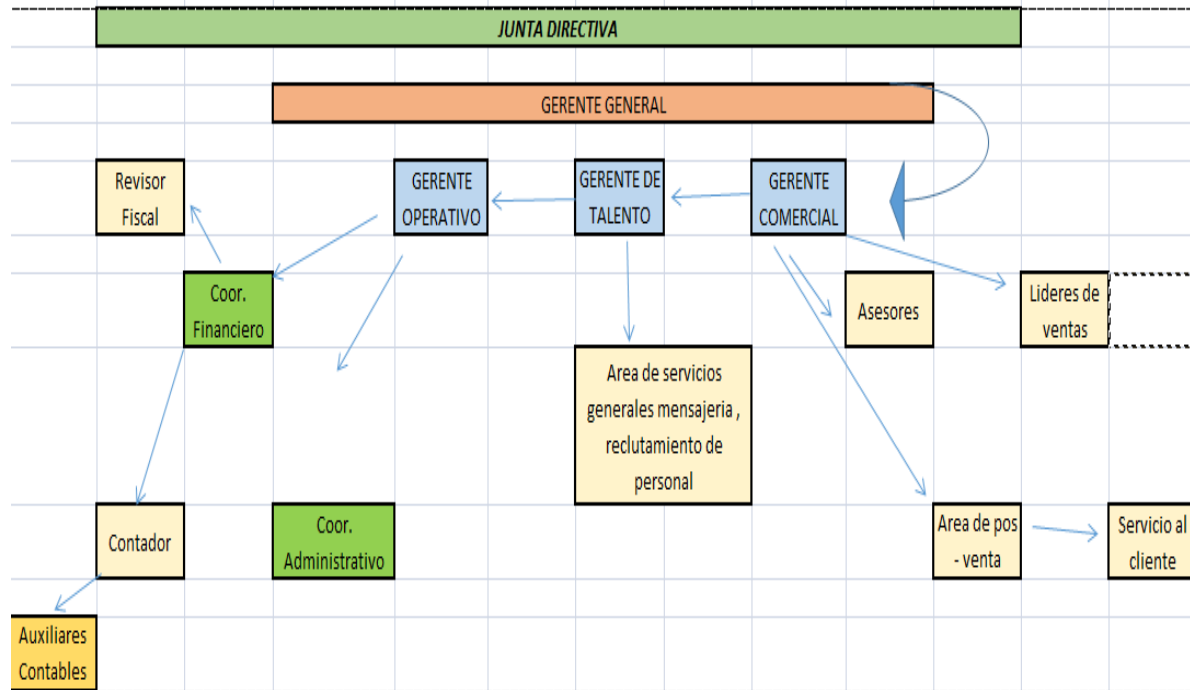 JUNTA DIRECTIVA
GERENTE GENERAL
Revisor
Fiscal
GERENTE
OPERATIVO
GERENTE DE
TALENTO
GERENTE
COMERCIAL
Coor.
Financiero
Asesores
Lideres de
ventas
Area de servicios
generales mensajeria ,
reclutamiento de
personal
Contador
Coor.
Administrativo
Area de pos
- venta
Servicio al
cliente
Auxiliares
Contables